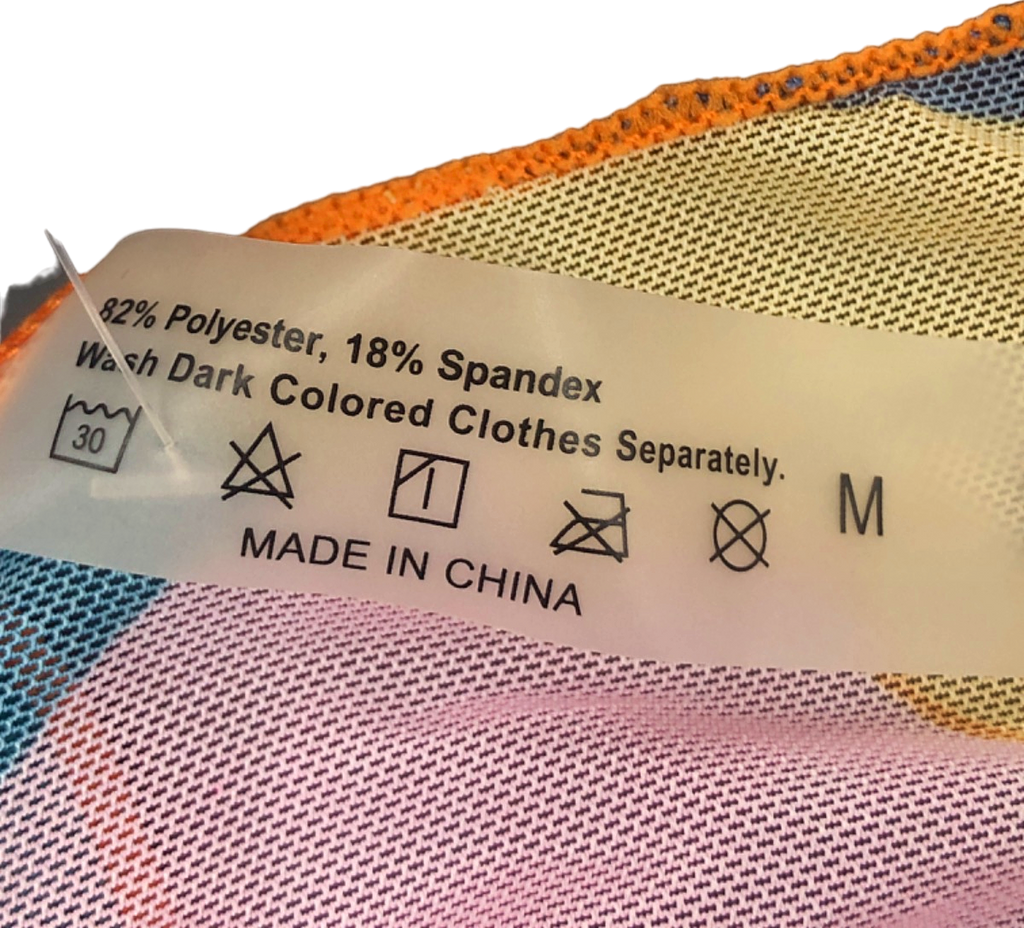 82% Polyester, 18% Spandex
Wash Dark Colored Clothes Separately.
30
M
MADE IN CHINA